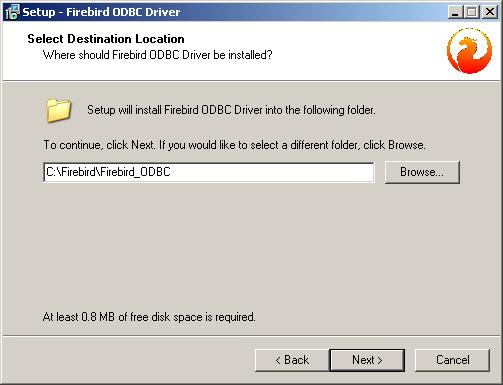 Setup - Firebird ODBC Driver
Select Destination Location
Where should Firebird ODBC Driver be installed?
Setup will install Firebird ODBC Driver into the following folder.
To continue, click Next. If you would like to select a different folder, click Browse.
C:\Firebird\Firebird_ODBC
Browse...
At least 0.8 MB of free disk space is required.
< Back
Next >
Cancel